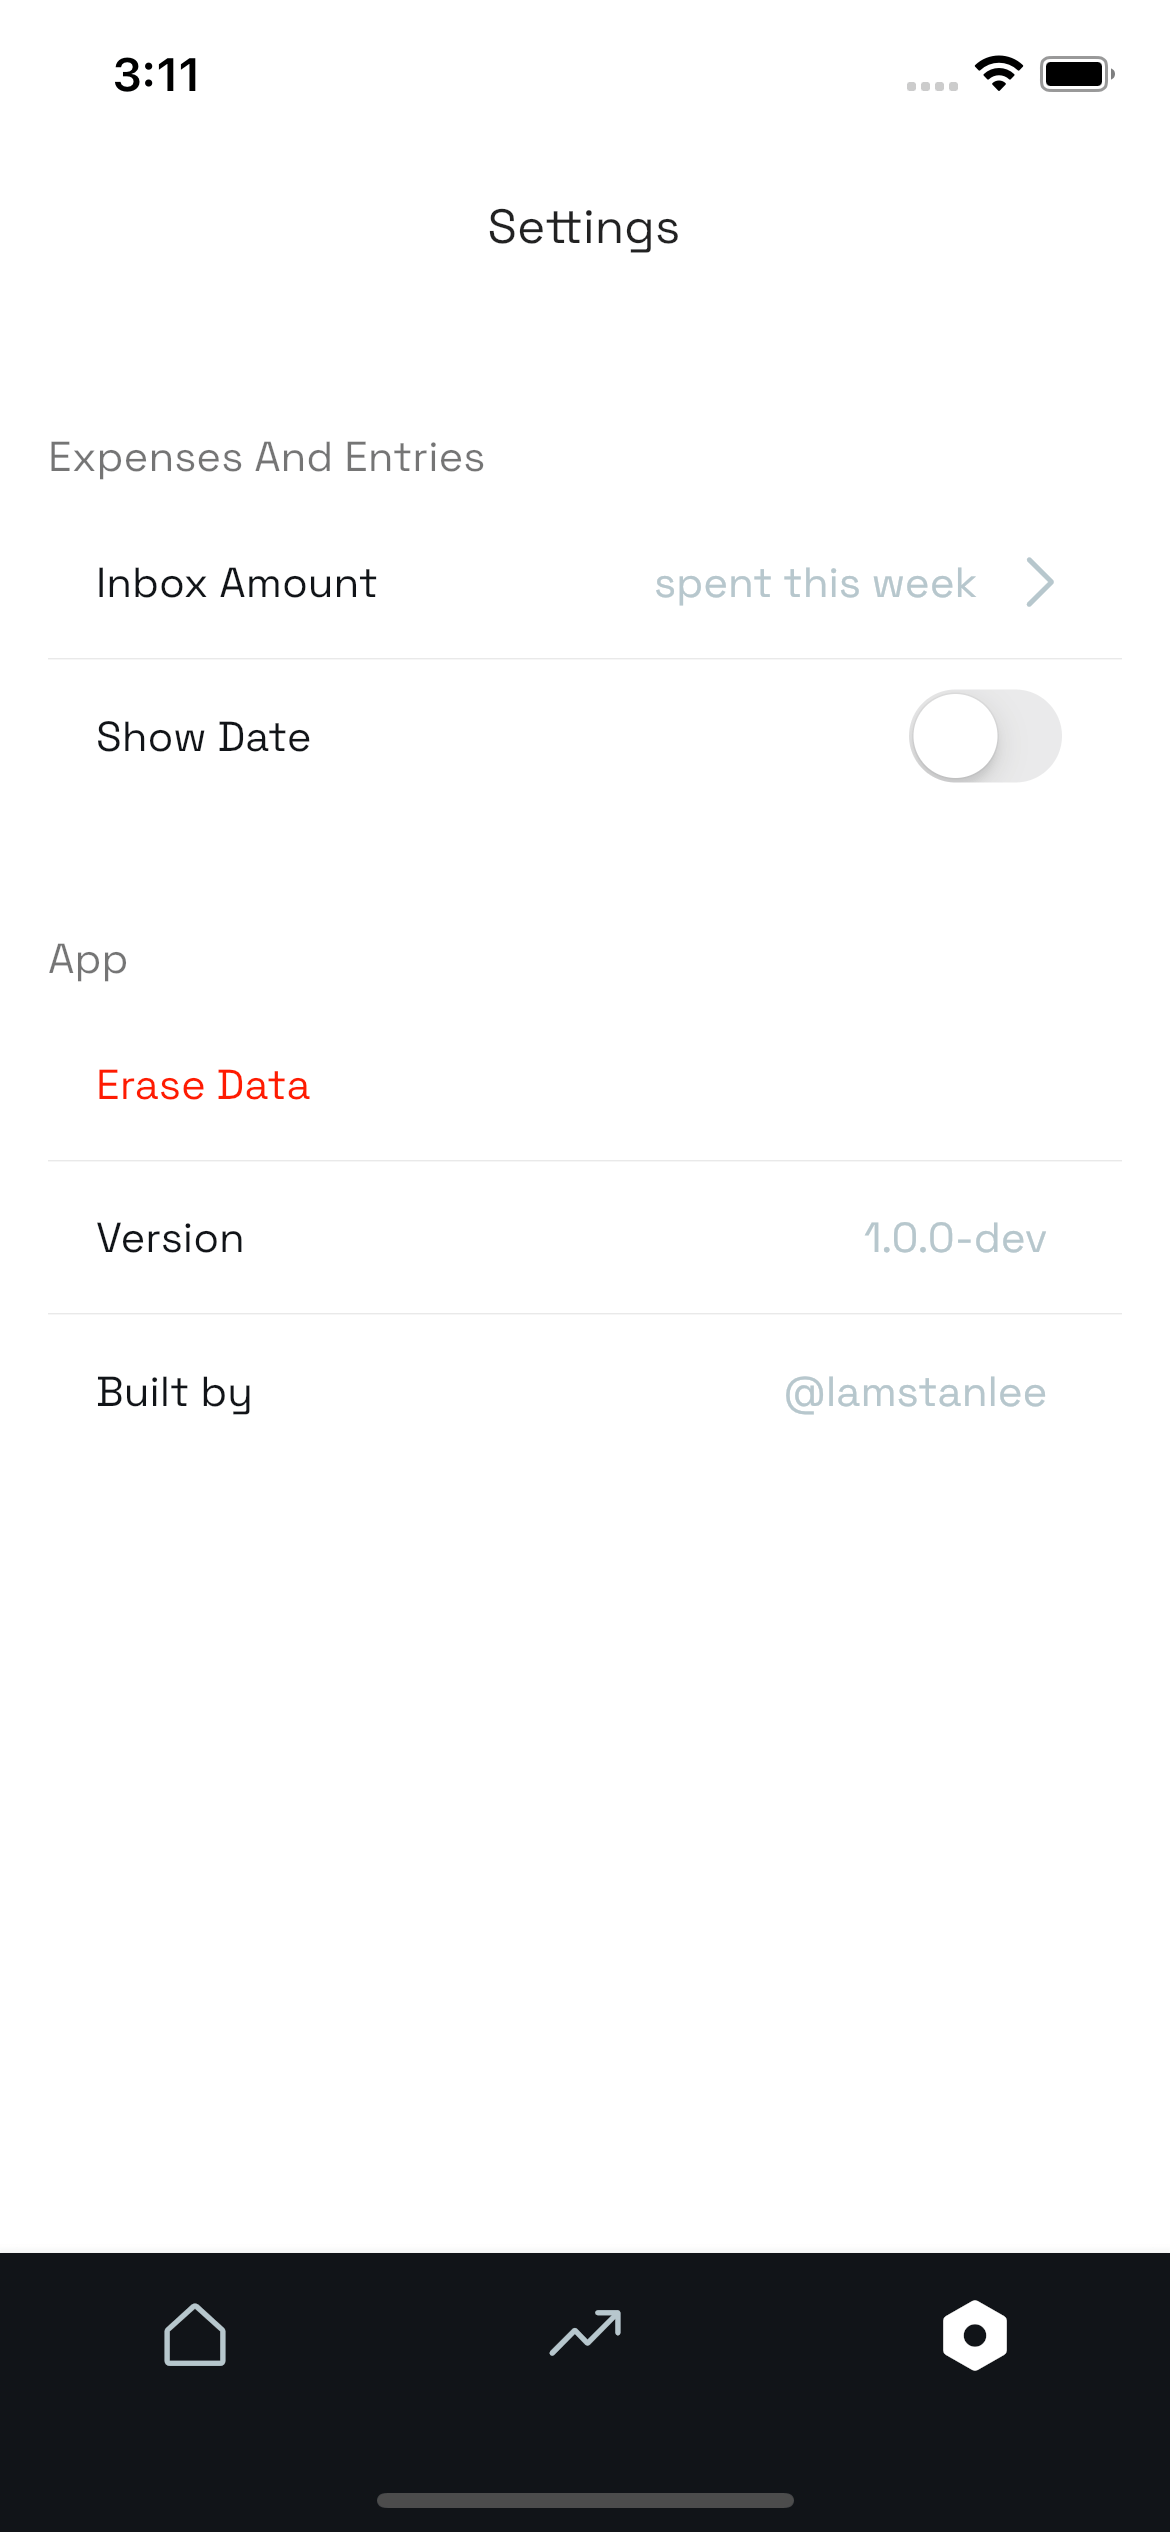 3:11
Settings
Expenses And Entries
Inbox Amount spent this week
Show Date
App
Erase Data
Version 1.0.0-dev
Built by @lamstanlee